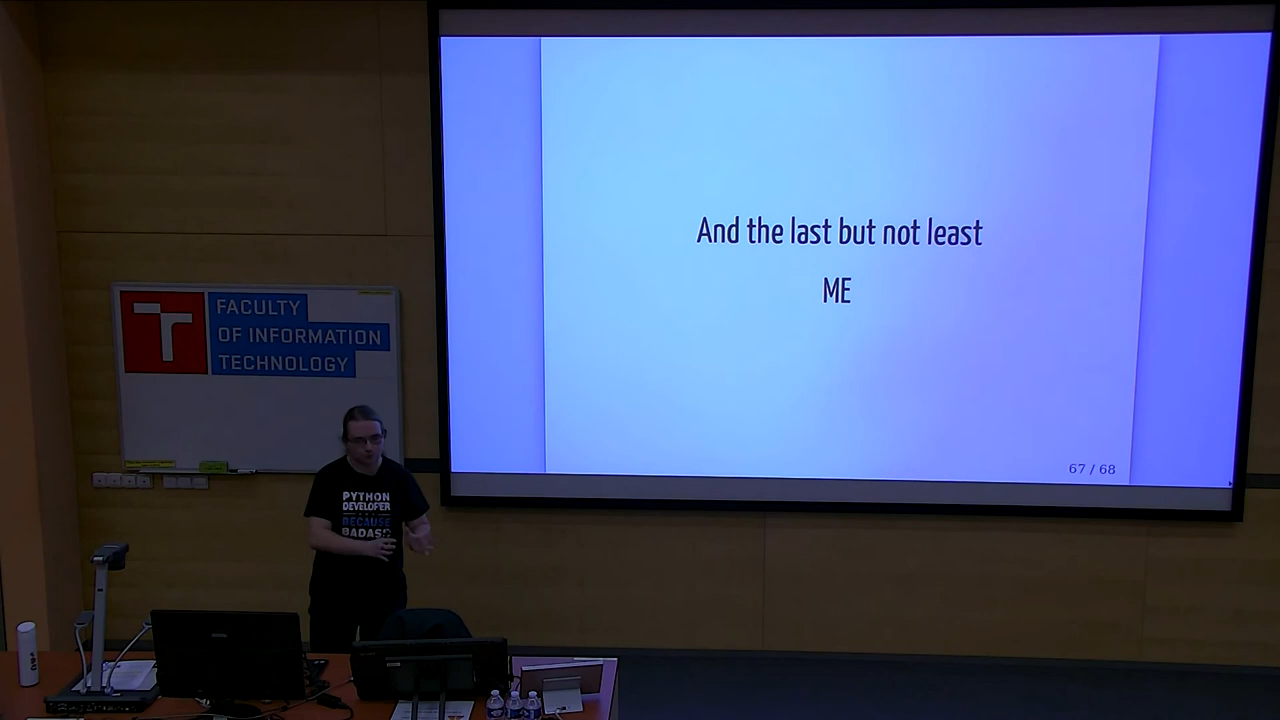 And the last but not least
ME
67 / 68
FACULTY
OF INFORMATION
TECHNOLOGY
PYTHON
DEVELOPER
BECAUSE
BADASS